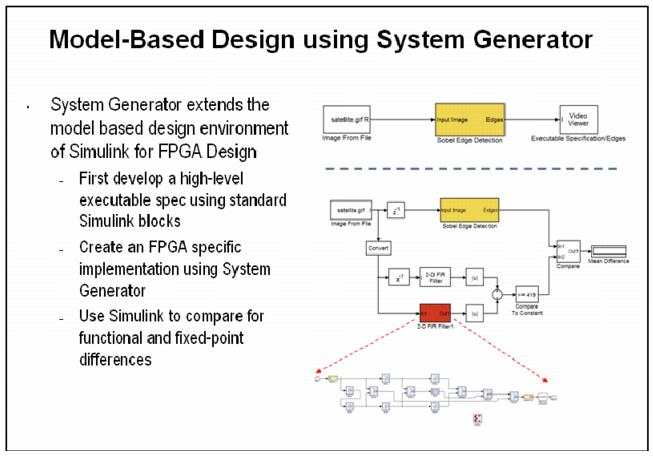 Model-Based Design using System Generator
· System Generator extends the
model based design environment
of Simulink for FPGA Design
– First develop a high-level
executable spec using standard
Simulink blocks
– Create an FPGA specific
implementation using System
Generator
– Use Simulink to compare for
functional and fixed-point
differences
satellite.gif R
Image From File
Input Image Edges
Sobel Edge Detection
I Video
Viewer
Executable Specification/Edges
satellite.gif I
Image From File
z-1
Input Image Edges
Sobel Edge Detection
Convert
z-1
2-D FIR
Filter
|u|
In1 Out1
2-D FIR Filter1
|u|
>= 419
Compare
To Constant
In1
In2
Out1
Compare
Mean Difference